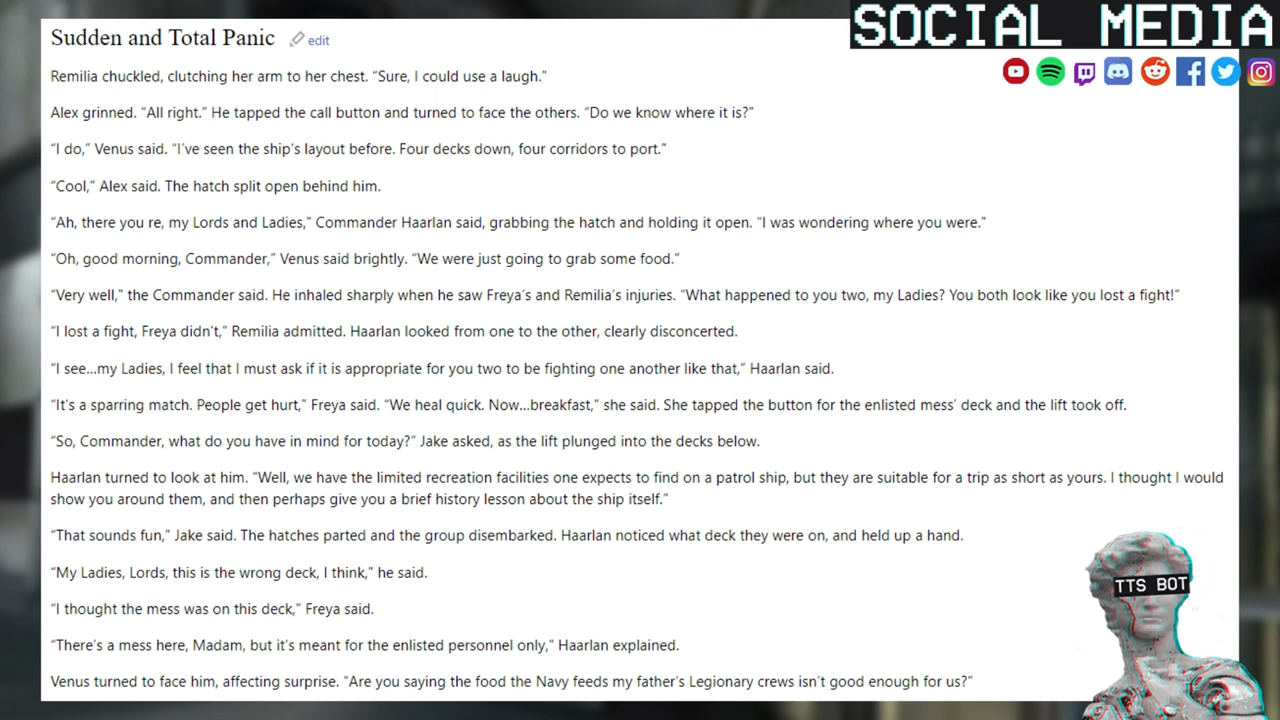 SOCIAL MEDIA
Sudden and Total Panic edit
Remilia chuckled, clutching her arm to her chest. “Sure, I could use a laugh.”
Alex grinned. “All right.” He tapped the call button and turned to face the others. “Do we know where it is?”
“I do,” Venus said. “I’ve seen the ship’s layout before. Four decks down, four corridors to port.”
“Cool,” Alex said. The hatch split open behind him.
“Ah, there you re, my Lords and Ladies,” Commander Haarlan said, grabbing the hatch and holding it open. “I was wondering where you were.”
“Oh, good morning, Commander,” Venus said brightly. “We were just going to grab some food.”
“Very well,” the Commander said. He inhaled sharply when he saw Freya’s and Remilia’s injuries. “What happened to you two, my Ladies? You both look like you lost a fight!”
“I lost a fight, Freya didn’t,” Remilia admitted. Haarlan looked from one to the other, clearly disconcerted.
“I see…my Ladies, I feel that I must ask if it is appropriate for you two to be fighting one another like that,” Haarlan said.
“It’s a sparring match. People get hurt,” Freya said. “We heal quick. Now…breakfast,” she said. She tapped the button for the enlisted mess’ deck and the lift took off.
“So, Commander, what do you have in mind for today?” Jake asked, as the lift plunged into the decks below.
Haarlan turned to look at him. “Well, we have the limited recreation facilities one expects to find on a patrol ship, but they are suitable for a trip as short as yours. I thought I would
show you around them, and then perhaps give you a brief history lesson about the ship itself.”
“That sounds fun,” Jake said. The hatches parted and the group disembarked. Haarlan noticed what deck they were on, and held up a hand.
“My Ladies, Lords, this is the wrong deck, I think,” he said.
“I thought the mess was on this deck,” Freya said.
“There’s a mess here, Madam, but it’s meant for the enlisted personnel only,” Haarlan explained.
Venus turned to face him, affecting surprise. “Are you saying the food the Navy feeds my father’s Legionary crews isn’t good enough for us?”
TTS BOT